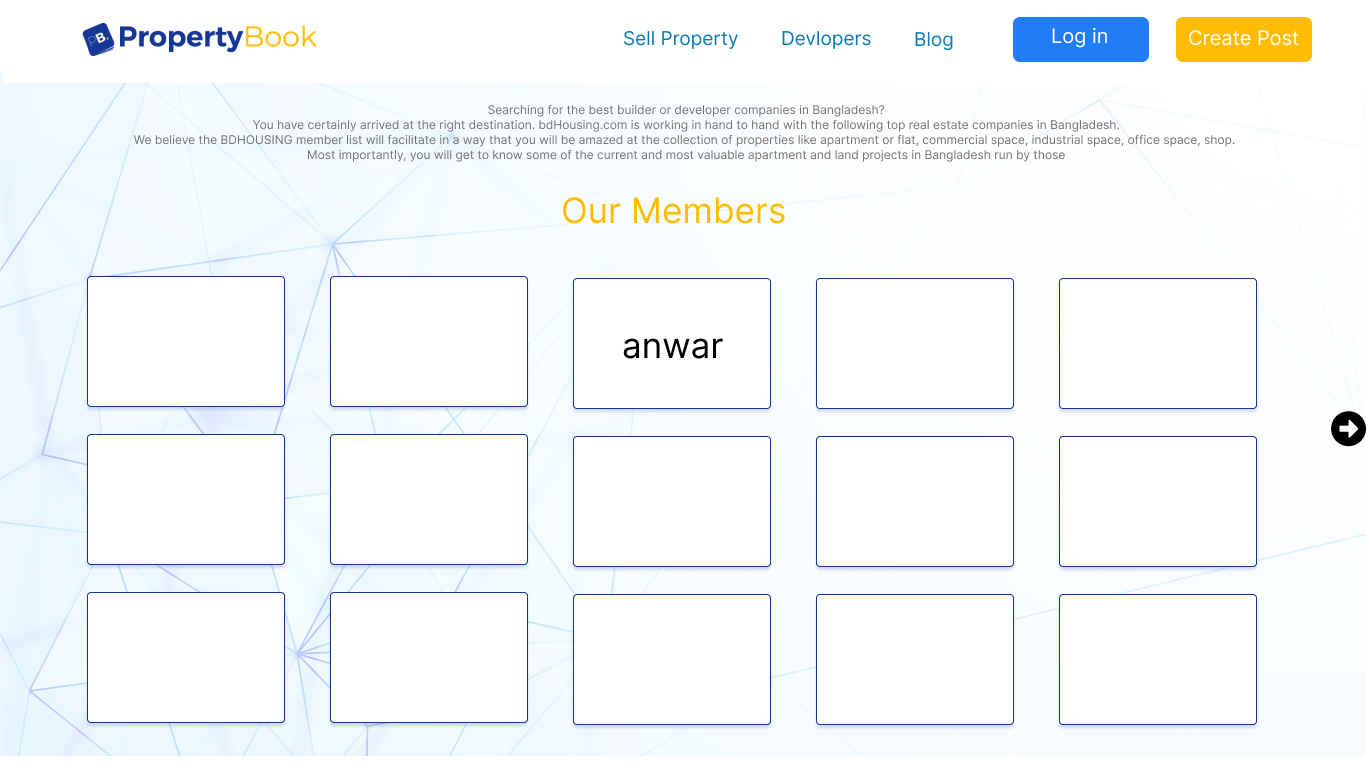 PB. PropertyBook
Sell Property
Devlopers
Blog
Log in
Create Post
Searching for the best builder or developer companies in Bangladesh?
You have certainly arrived at the right destination. bdHousing.com is working in hand to hand with the following top real estate companies in Bangladesh.
We believe the BDHOUSING member list will facilitate in a way that you will be amazed at the collection of properties like apartment or flat, commercial space, industrial space, office space, shop.
Most importantly, you will get to know some of the current and most valuable apartment and land projects in Bangladesh run by those
Our Members
anwar